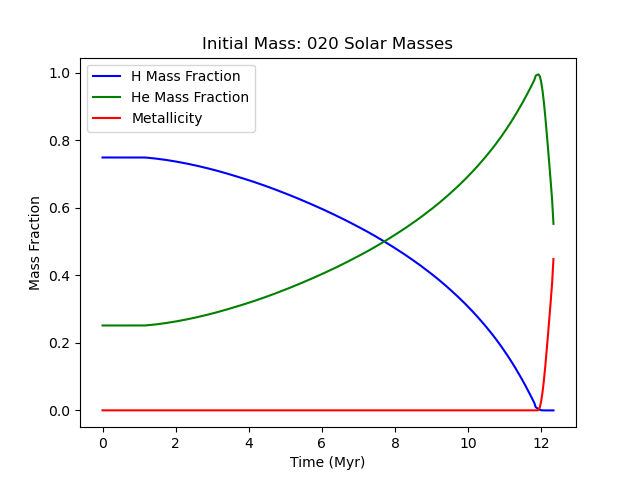 Initial Mass: 020 Solar Masses
H Mass Fraction
He Mass Fraction
Metallicity
1.0
0.8
0.6
0.4
0.2
0.0
Mass Fraction
0 2 4 6 8 10 12
Time (Myr)